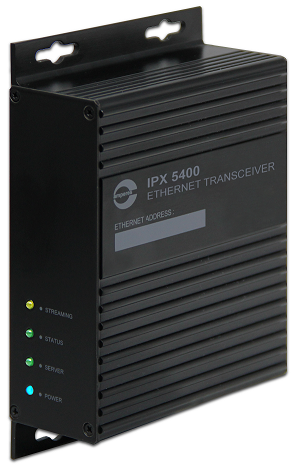 IPX 5400
ETHERNET TRANSCEIVER
ETHERNET ADDRESS :
STREAMING
STATUS
SERVER
POWER